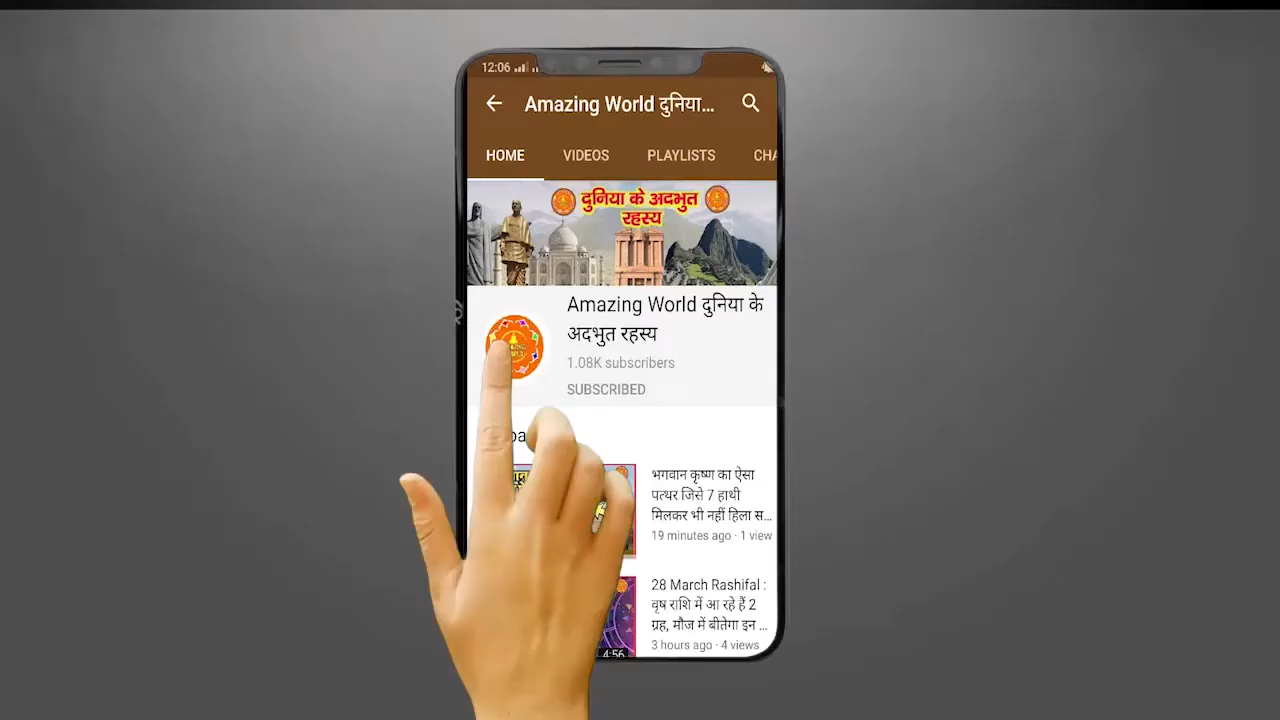 12:06
Amazing World दुनिया...
HOME VIDEOS PLAYLISTS CHA
दुनिया के अदभुत
रहस्य
Amazing World दुनिया के
अदभुत रहस्य
1.08K subscribers
SUBSCRIBED
भगवान कृष्ण का ऐसा
पत्थर जिसे 7 हाथी
मिलकर भी नहीं हिला स...
19 minutes ago · 1 view
28 March Rashifal :
वृष राशि में आ रहे हैं 2
ग्रह, मौज में बीतेगा इन ...
3 hours ago · 4 views
4:56